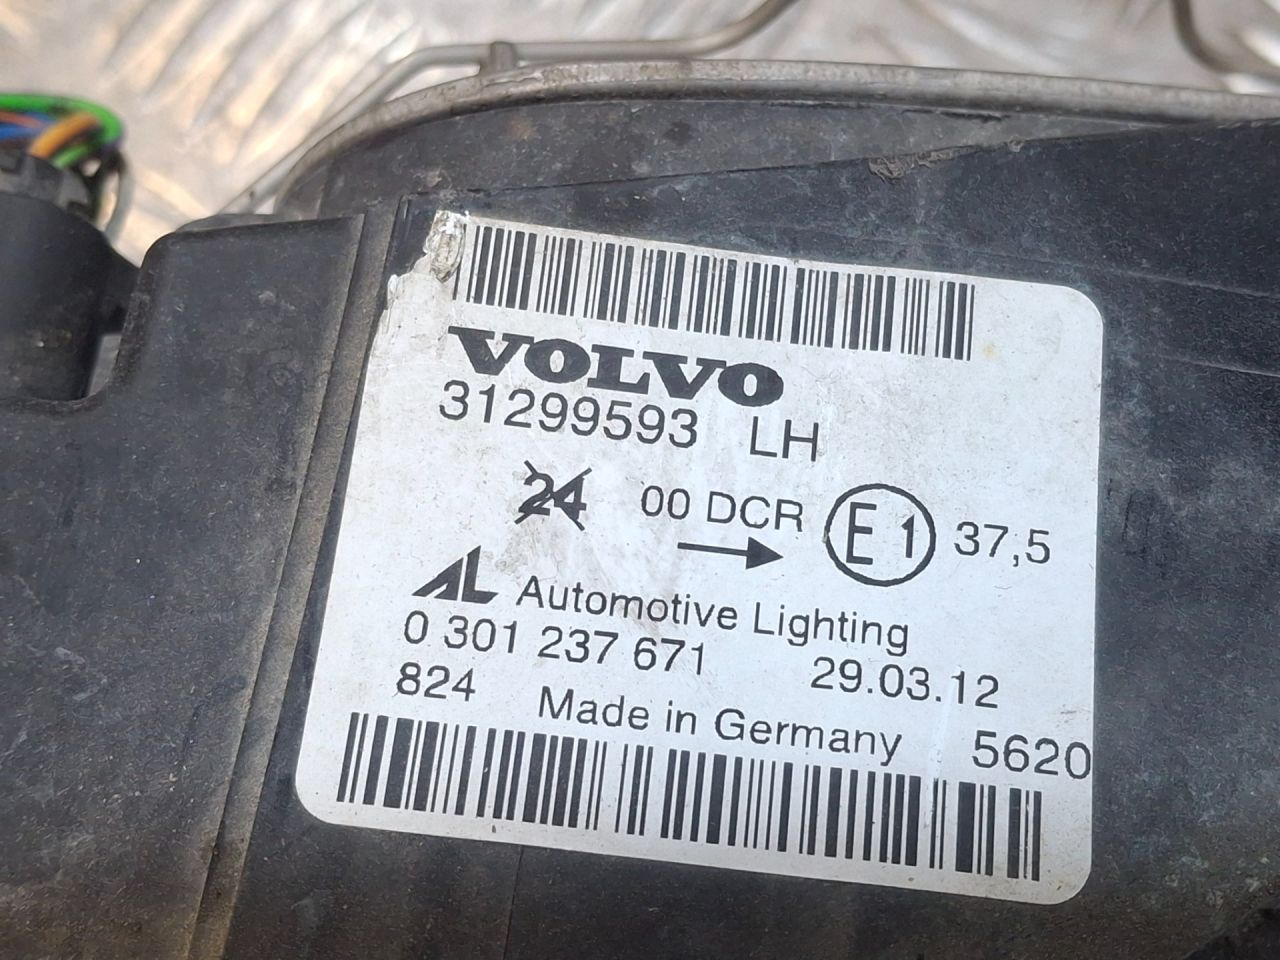 VOLVO
31299593 LH
24 00 DCR E1 37,5
AL Automotive Lighting
0 301 237 671 29.03.12
824 Made in Germany 5620